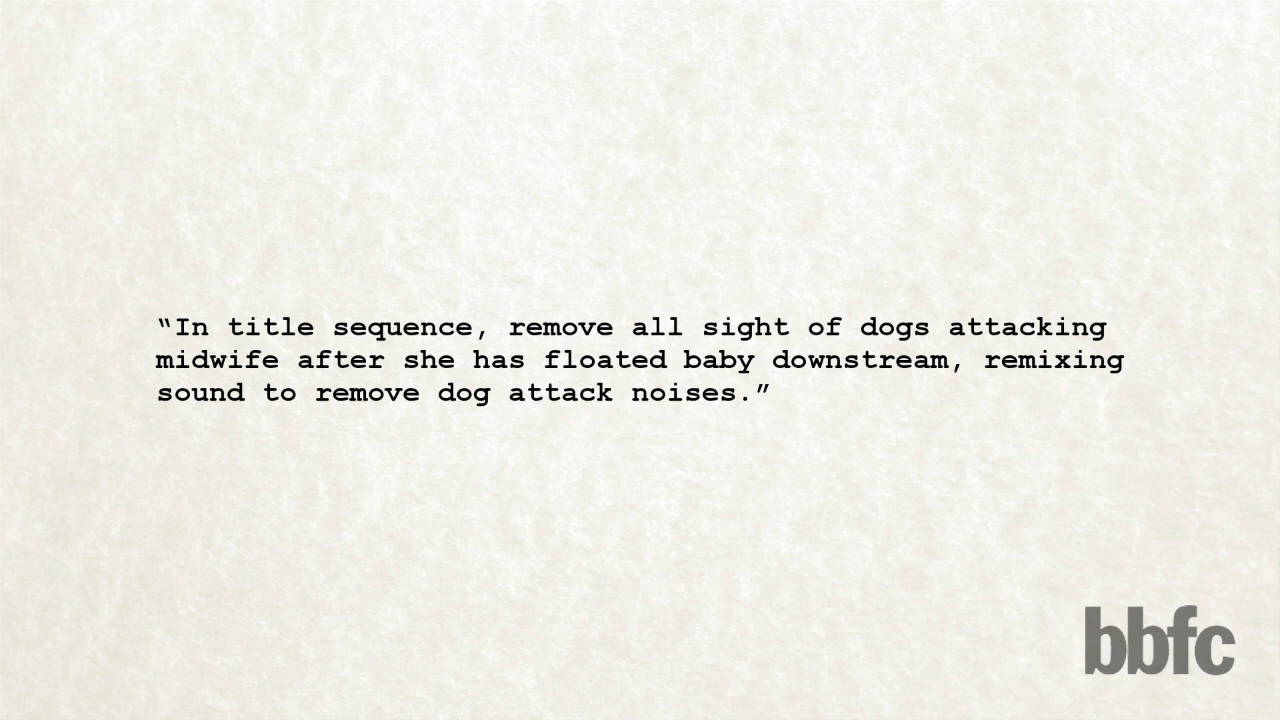 “In title sequence, remove all sight of dogs attacking
midwife after she has floated baby downstream, remixing
sound to remove dog attack noises.”
bbfc